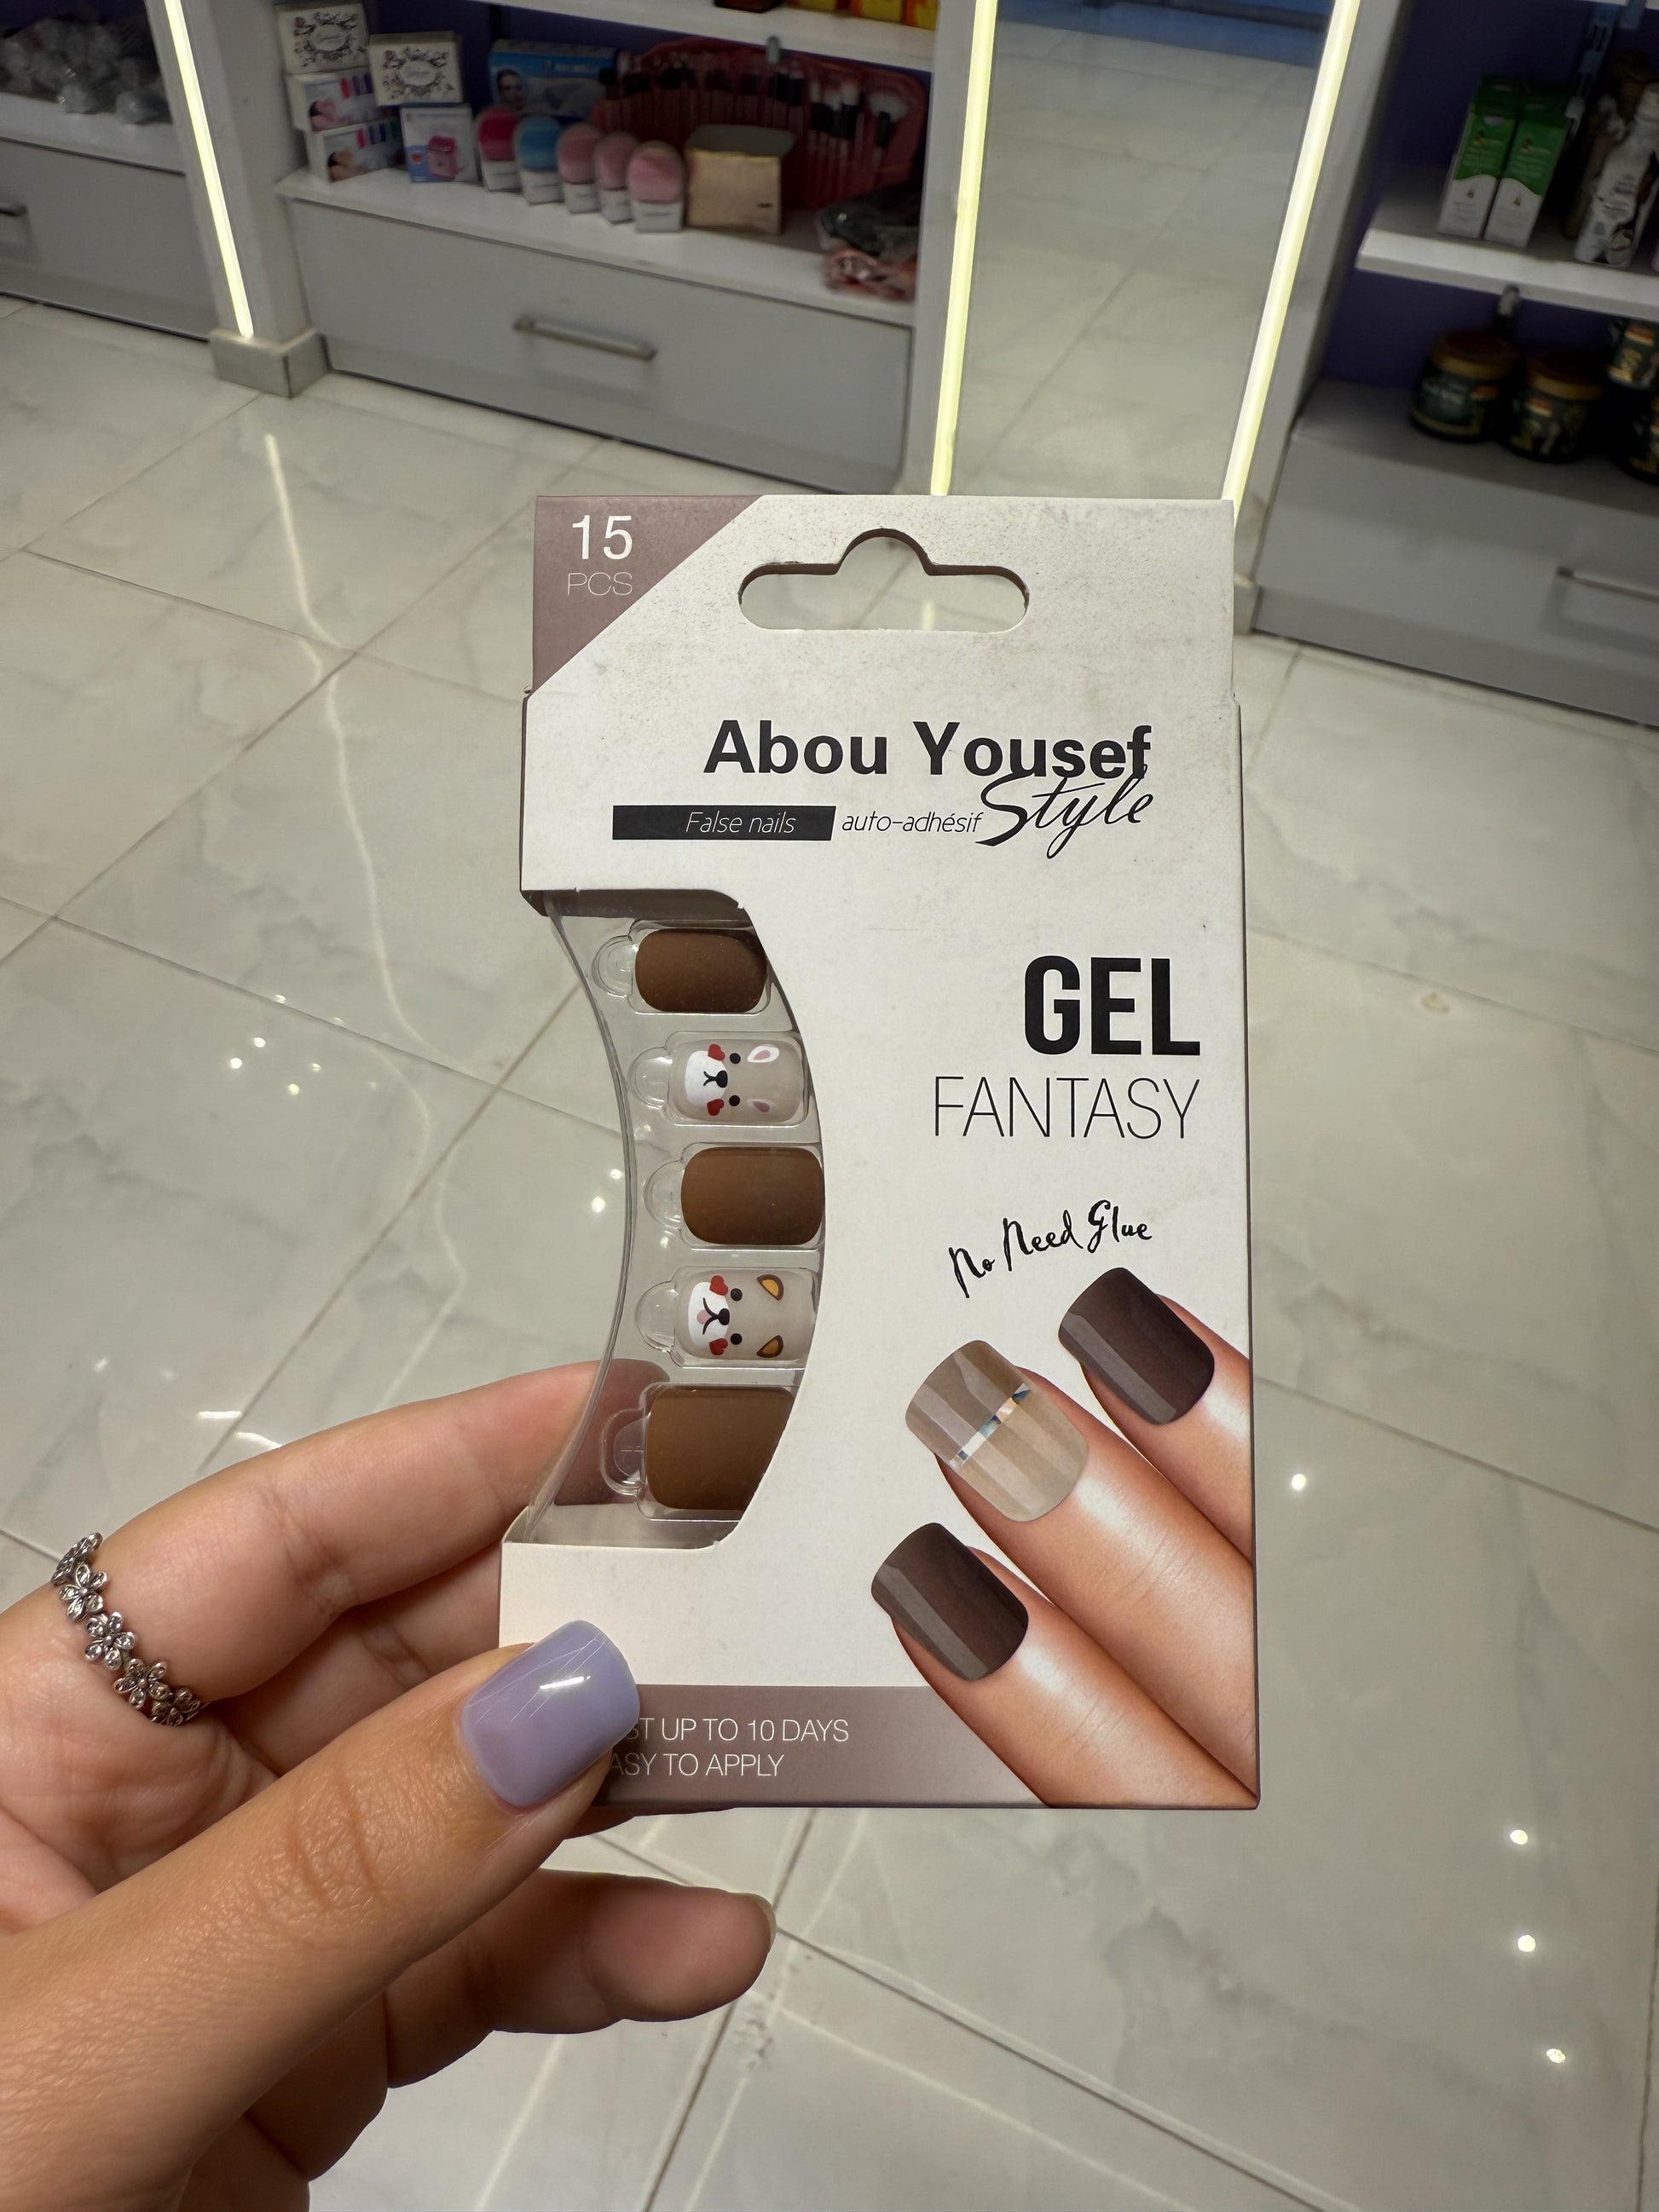 15
PCS
Abou Yousef
Style
False nails auto-adhésif
GEL
FANTASY
No Need Glue
UP TO 10 DAYS
TO APPLY